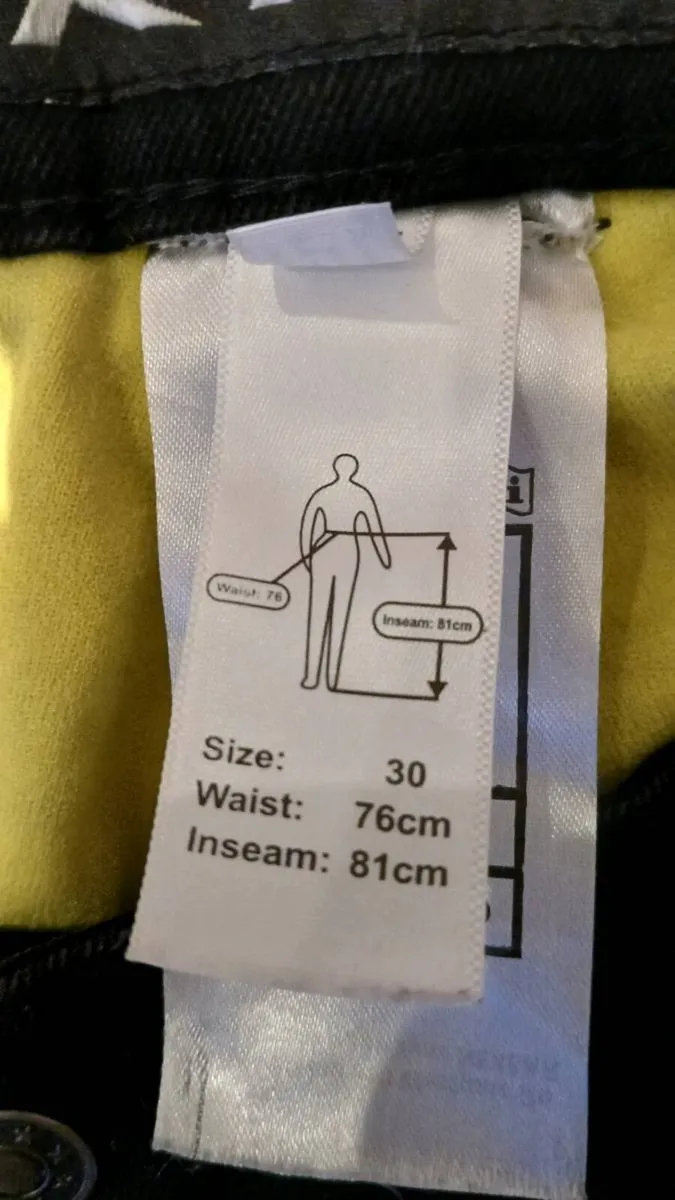 Waist: 76
Inseam: 81cm
Size: 30
Waist: 76cm
Inseam: 81cm